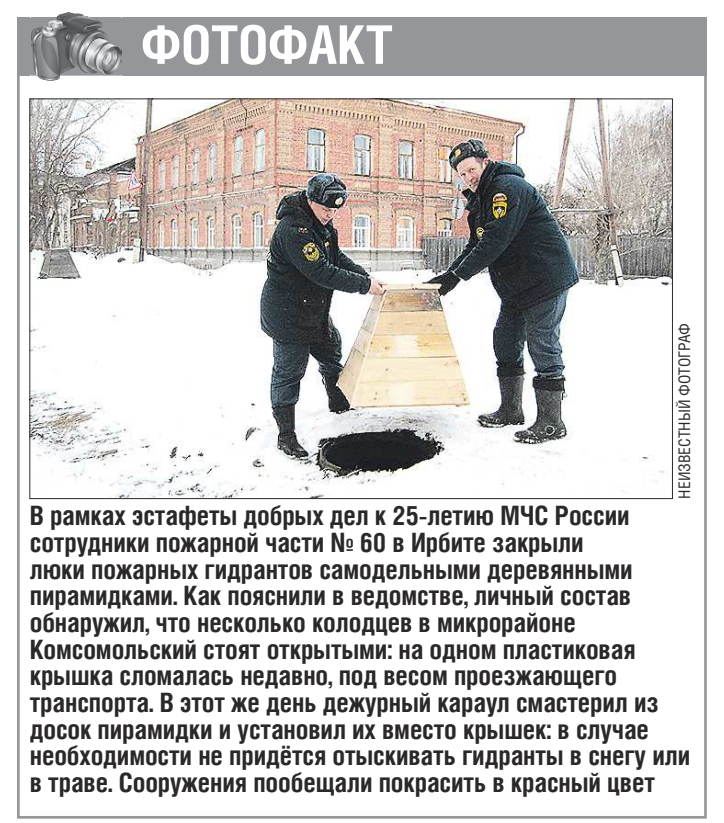 ФОТОФАКТ
НЕИЗВЕСТНЫЙ ФОТОГРАФ
В рамках эстафеты добрых дел к 25-летию МЧС России
сотрудники пожарной части № 60 в Ирбите закрыли
люки пожарных гидрантов самодельными деревянными
пирамидками. Как пояснили в ведомстве, личный состав
обнаружил, что несколько колодцев в микрорайоне
Комсомольский стоят открытыми: на одном пластиковая
крышка сломалась недавно, под весом проезжающего
транспорта. В этот же день дежурный караул смастерил из
досок пирамидки и установил их вместо крышек: в случае
необходимости не придётся отыскивать гидранты в снегу или
в траве. Сооружения пообещали покрасить в красный цвет